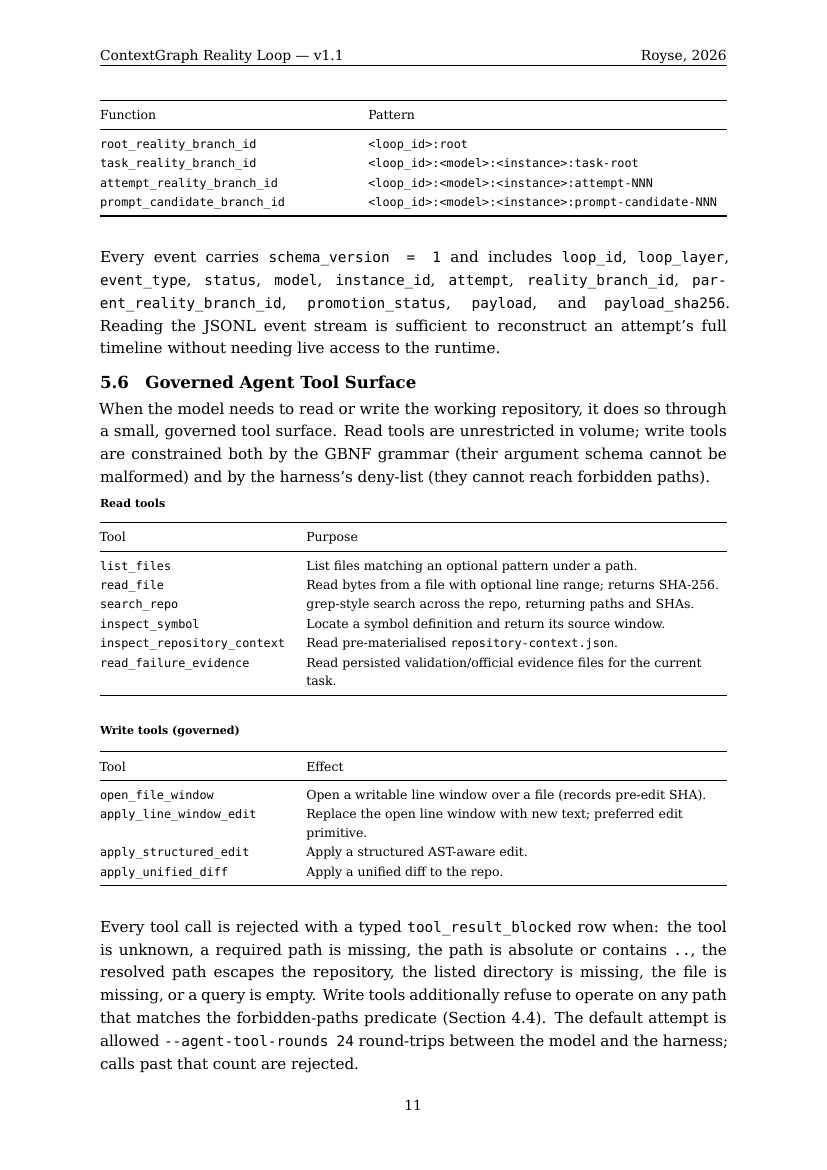 ContextGraph Reality Loop — v1.1 Royse, 2026
Function Pattern
root_reality_branch_id <loop_id>:root
task_reality_branch_id <loop_id>:<model>:<instance>:task-root
attempt_reality_branch_id <loop_id>:<model>:<instance>:attempt-NNN
prompt_candidate_branch_id <loop_id>:<model>:<instance>:prompt-candidate-NNN
Every event carries schema_version = 1 and includes loop_id, loop_layer,
event_type, status, model, instance_id, attempt, reality_branch_id, par-
ent_reality_branch_id, promotion_status, payload, and payload_sha256.
Reading the JSONL event stream is sufficient to reconstruct an attempt’s full
timeline without needing live access to the runtime.
5.6 Governed Agent Tool Surface
When the model needs to read or write the working repository, it does so through
a small, governed tool surface. Read tools are unrestricted in volume; write tools
are constrained both by the GBNF grammar (their argument schema cannot be
malformed) and by the harness’s deny-list (they cannot reach forbidden paths).
Read tools
Tool Purpose
list_files List files matching an optional pattern under a path.
read_file Read bytes from a file with optional line range; returns SHA-256.
search_repo grep-style search across the repo, returning paths and SHAs.
inspect_symbol Locate a symbol definition and return its source window.
inspect_repository_context Read pre-materialised repository-context.json.
read_failure_evidence Read persisted validation/official evidence files for the current
task.
Write tools (governed)
Tool Effect
open_file_window Open a writable line window over a file (records pre-edit SHA).
apply_line_window_edit Replace the open line window with new text; preferred edit
primitive.
apply_structured_edit Apply a structured AST-aware edit.
apply_unified_diff Apply a unified diff to the repo.
Every tool call is rejected with a typed tool_result_blocked row when: the tool
is unknown, a required path is missing, the path is absolute or contains .., the
resolved path escapes the repository, the listed directory is missing, the file is
missing, or a query is empty. Write tools additionally refuse to operate on any path
that matches the forbidden-paths predicate (Section 4.4). The default attempt is
allowed --agent-tool-rounds 24 round-trips between the model and the harness;
calls past that count are rejected.
11